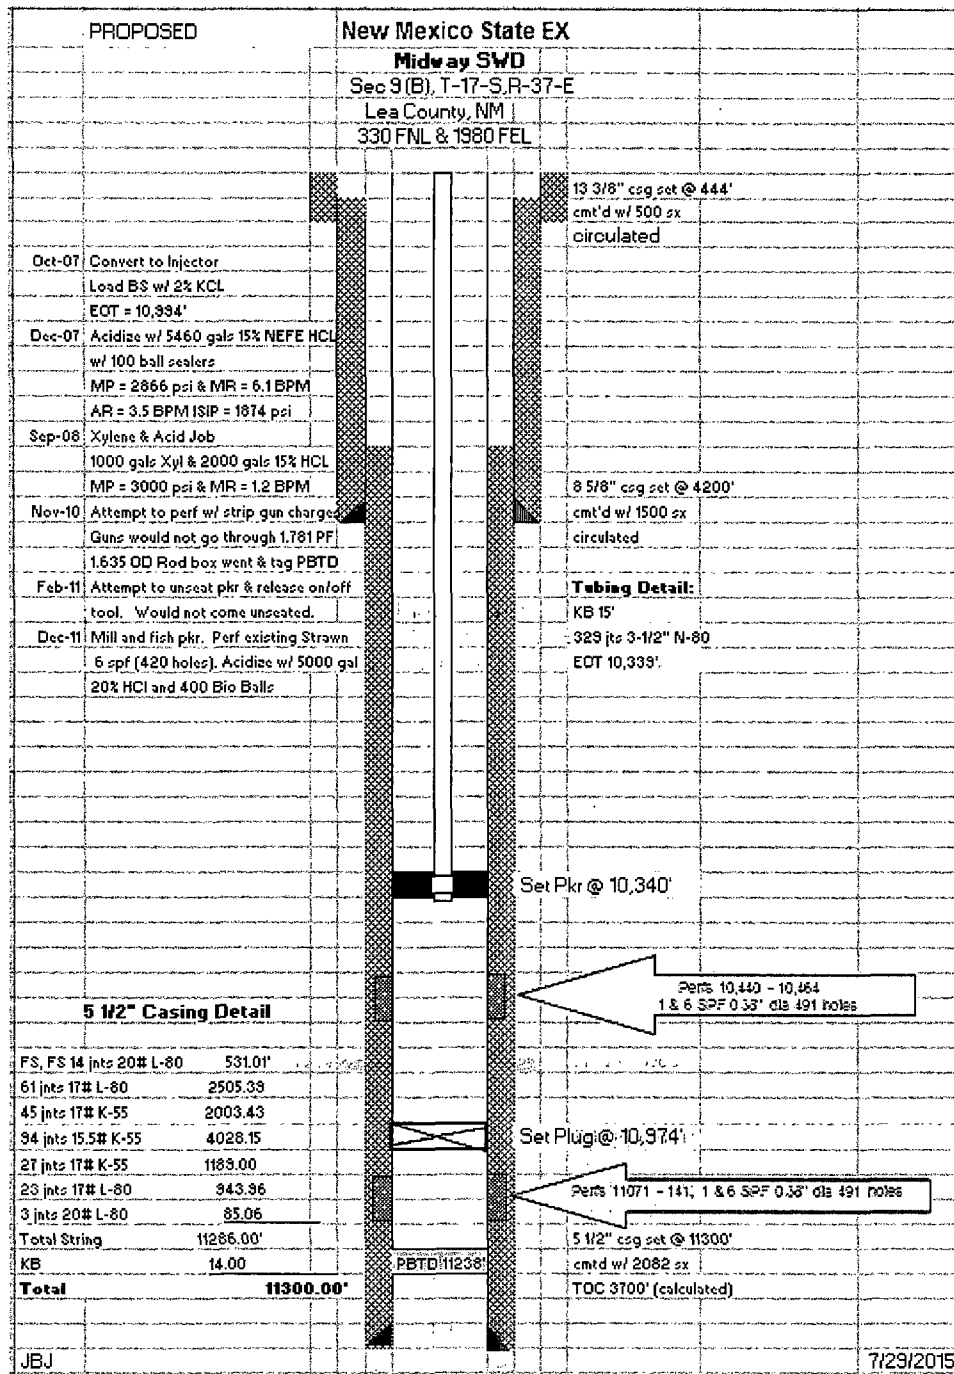 PROPOSED
New Mexico State EX
Midway SWD
Sec 9 (B), T-17-S,R-37-E
Lea County, NM
330 FNL & 1980 FEL
13 3/8" csg set @ 444'
cmt'd w/ 500 sx
circulated
Oct-07 Convert to Injector
Load BS w/ 2% KCL
EOT = 10,994'
Dec-07 Acidize w/ 5460 gals 15% NEFE HCL
w/ 100 ball sealers
MP = 2866 psi & MR = 6.1 BPM
AR = 3.5 BPM ISIP = 1874 psi
Sep-08 Xylene & Acid Job
1000 gals Xyl & 2000 gals 15% HCL
MP = 3000 psi & MR = 1.2 BPM
Nov-10 Attempt to perf w/ strip gun charges
Guns would not go through 1.781 PF
1.635 OD Rod box went & tag PBTD
Feb-11 Attempt to unseat pkr & release on/off
tool. Would not come unseated.
Dec-11 Mill and fish pkr. Perf existing Strawn
6 spf (420 holes). Acidize w/ 5000 gal
20% HCl and 400 Bio Balls
8 5/8" csg set @ 4200'
cmt'd w/ 1500 sx
circulated
Tubing Detail:
KB 15'
329 jts 3-1/2" N-80
EOT 10,339'.
Set Pkr @ 10,340'
Perfs 10,440 - 10,464
1 & 6 SPF 0.38" dia 491 holes
Set Plug @ 10,974'
Perfs 11071 - 141, 1 & 6 SPF 0.38" dia 491 holes
5 1/2" Casing Detail
FS, FS 14 jnts 20# L-80 531.01'
61 jnts 17# L-80 2505.39
45 jnts 17# K-55 2003.43
94 jnts 15.5# K-55 4028.15
27 jnts 17# K-55 1189.00
23 jnts 17# L-80 943.96
3 jnts 20# L-80 85.06
Total String 11286.00'
KB 14.00
Total 11300.00'
PBTD 11238'
5 1/2" csg set @ 11300'
cmtd w/ 2082 sx
TOC 3700' (calculated)
JBJ
7/29/2015